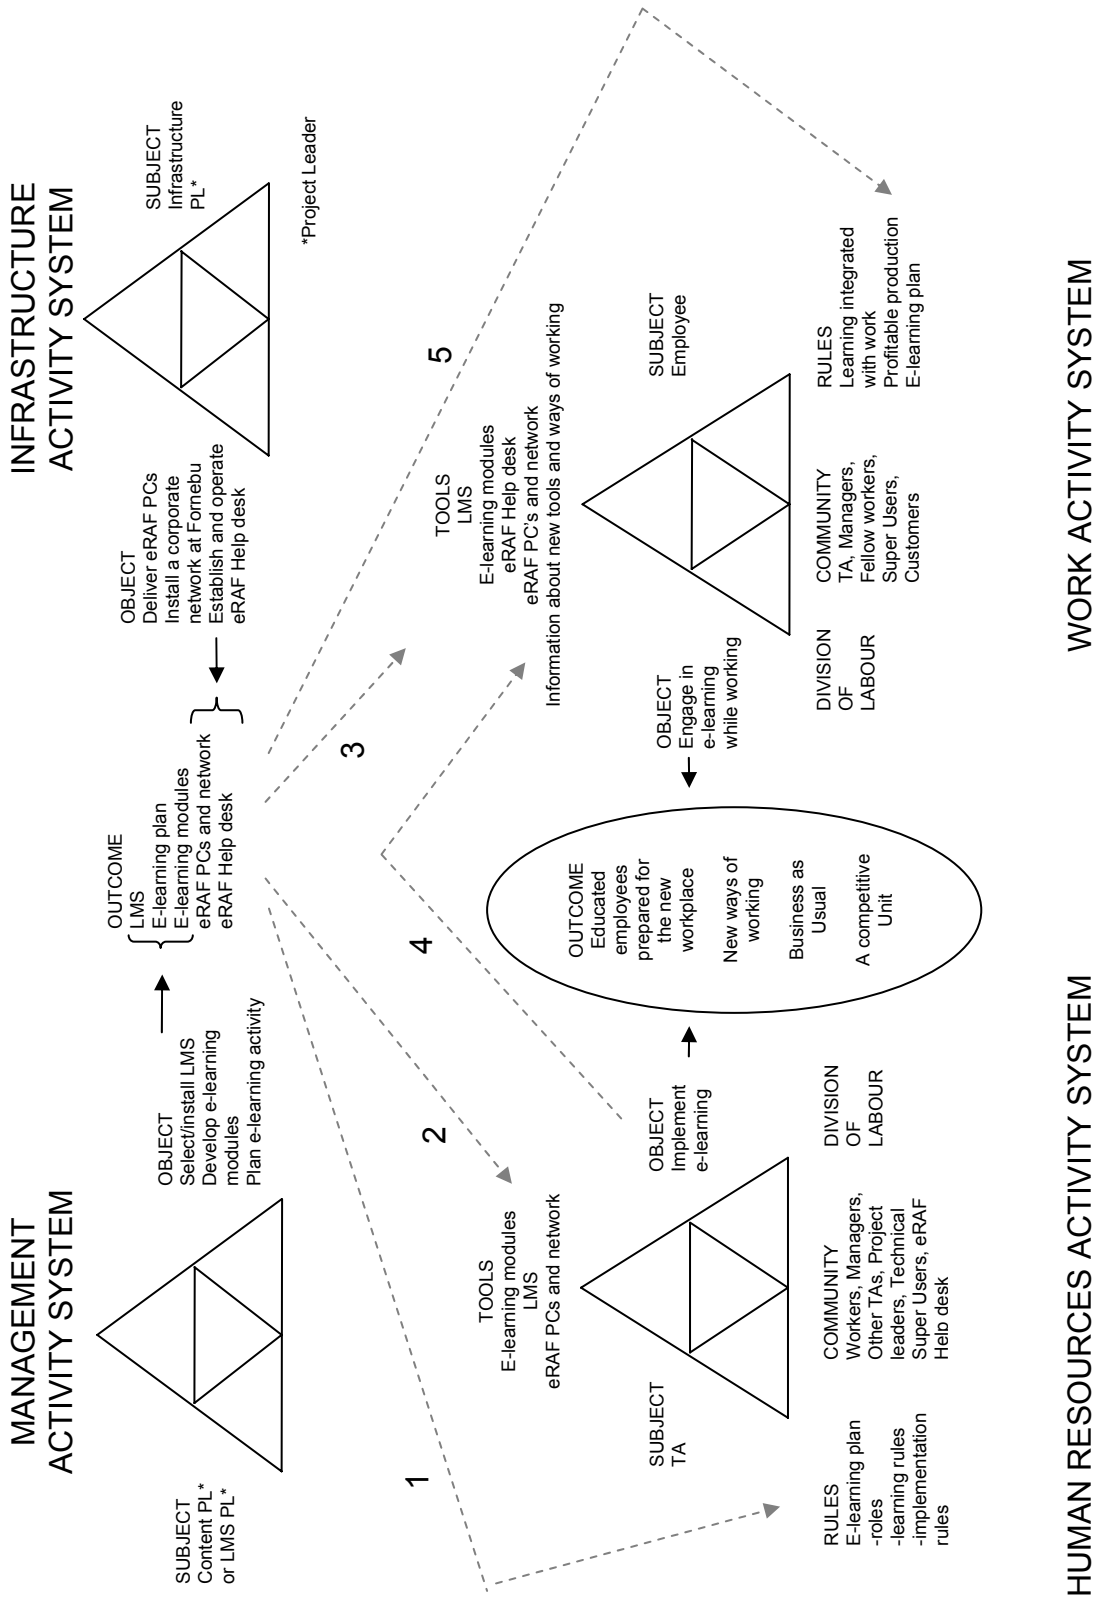 MANAGEMENT
ACTIVITY SYSTEM
INFRASTRUCTURE
ACTIVITY SYSTEM
SUBJECT
Content PL*
or LMS PL*
OBJECT
Select/install LMS
Develop e-learning
modules
Plan e-learning activity
OUTCOME
LMS
E-learning plan
E-learning modules
eRAF PCs and network
eRAF Help desk
OBJECT
Deliver eRAF PCs
Install a corporate
network at Fornebu
Establish and operate
eRAF Help desk
SUBJECT
Infrastructure
PL*
*Project Leader
1
2
3
4
5
TOOLS
E-learning modules
LMS
eRAF PCs and network
SUBJECT
TA
OBJECT
Implement
e-learning
RULES
E-learning plan
-roles
-learning rules
-implementation
rules
COMMUNITY
Workers, Managers,
Other TAs, Project
leaders, Technical
Super Users, eRAF
Help desk
DIVISION
OF
LABOUR
OUTCOME
Educated
employees
prepared for
the new
workplace
New ways of
working
Business as
Usual
A competitive
Unit
TOOLS
LMS
E-learning modules
eRAF Help desk
eRAF PC's and network
Information about new tools and ways of working
OBJECT
Engage in
e-learning
while working
SUBJECT
Employee
DIVISION
OF
LABOUR
COMMUNITY
TA, Managers,
Fellow workers,
Super Users,
Customers
RULES
Learning integrated
with work
Profitable production
E-learning plan
HUMAN RESOURCES ACTIVITY SYSTEM
WORK ACTIVITY SYSTEM